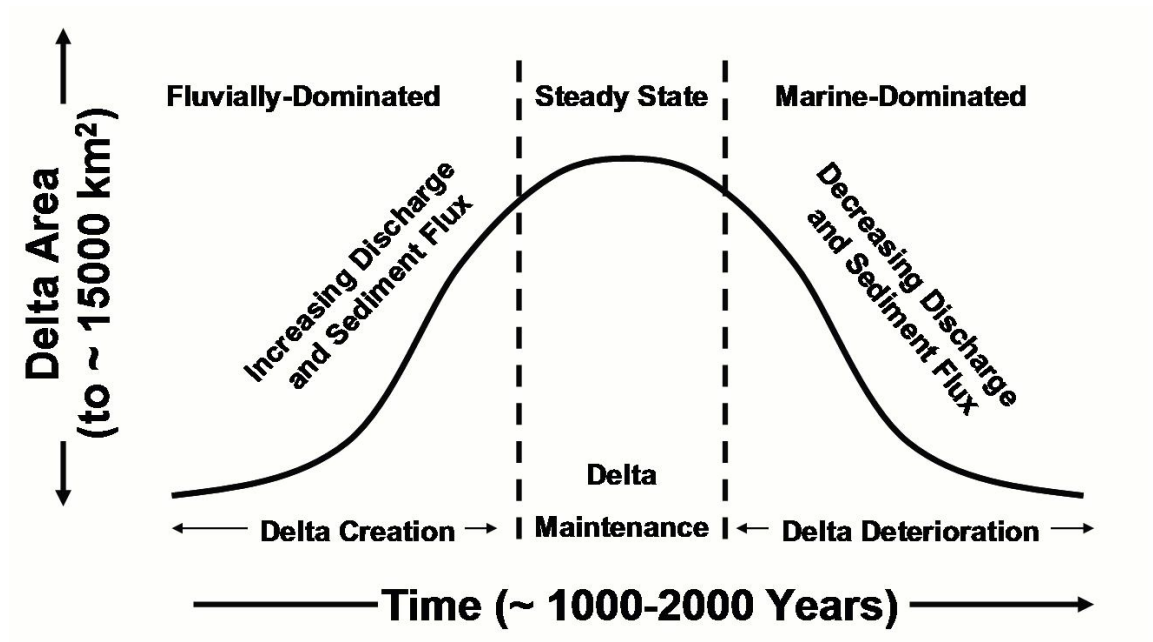 Delta Area
(to ~ 15000 km²)
Fluvially-Dominated
Steady State
Marine-Dominated
Increasing Discharge
and Sediment Flux
Decreasing Discharge
and Sediment Flux
Delta Creation
Delta
Maintenance
Delta Deterioration
Time (~ 1000-2000 Years)